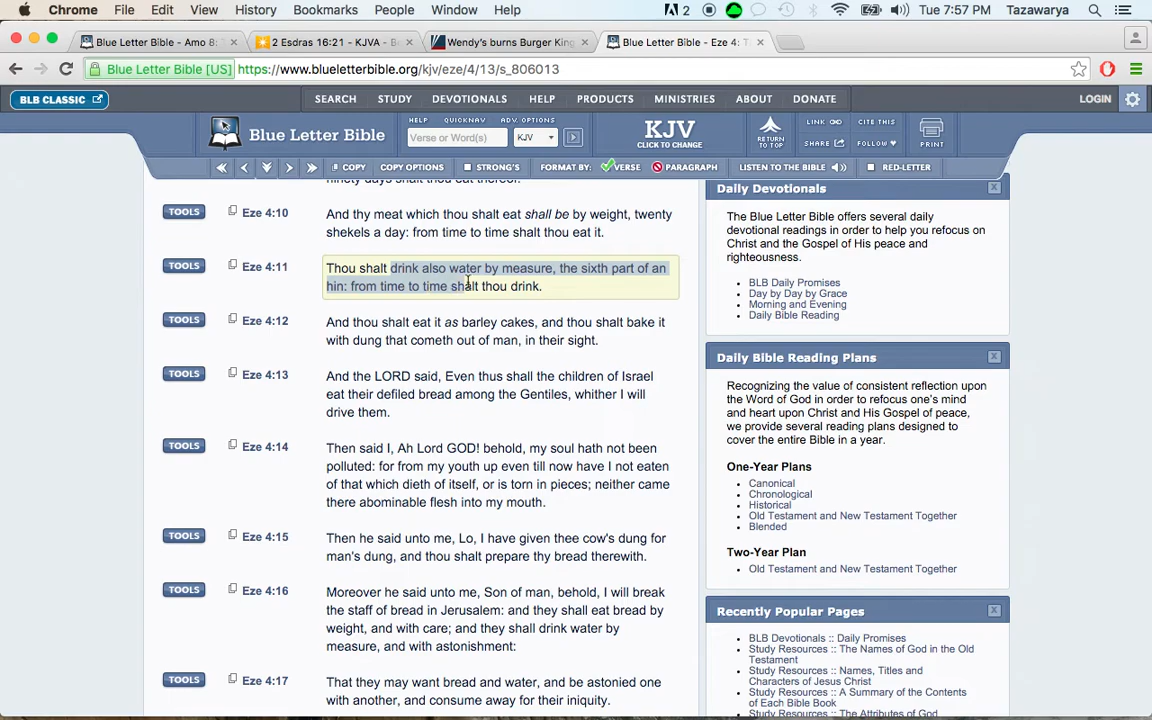 Chrome File Edit View History Bookmarks People Window Help 2 Tue 7:57 PM Tazawarya
Blue Letter Bible - Amo 8: 2 Esdras 16:21 - KJVA - B Wendy's burns Burger King Blue Letter Bible - Eze 4: T
Blue Letter Bible [US] https://www.blueletterbible.org/kjv/eze/4/13/s_806013
BLB CLASSIC SEARCH STUDY DEVOTIONALS HELP PRODUCTS MINISTRIES ABOUT DONATE LOGIN
Blue Letter Bible
HELP QUICKNAV ADV. OPTIONS
Verse or Word(s) KJV
KJV
CLICK TO CHANGE
RETURN
TO TOP
LINK CITE THIS
SHARE FOLLOW
PRINT
COPY COPY OPTIONS STRONG'S FORMAT BY: VERSE PARAGRAPH LISTEN TO THE BIBLE RED-LETTER
ninety days shalt thou eat thereof.
TOOLS Eze 4:10 And thy meat which thou shalt eat shall be by weight, twenty
shekels a day: from time to time shalt thou eat it.
TOOLS Eze 4:11 Thou shalt drink also water by measure, the sixth part of an
hin: from time to time shalt thou drink.
TOOLS Eze 4:12 And thou shalt eat it as barley cakes, and thou shalt bake it
with dung that cometh out of man, in their sight.
TOOLS Eze 4:13 And the LORD said, Even thus shall the children of Israel
eat their defiled bread among the Gentiles, whither I will
drive them.
TOOLS Eze 4:14 Then said I, Ah Lord GOD! behold, my soul hath not been
polluted: for from my youth up even till now have I not eaten
of that which dieth of itself, or is torn in pieces; neither came
there abominable flesh into my mouth.
TOOLS Eze 4:15 Then he said unto me, Lo, I have given thee cow's dung for
man's dung, and thou shalt prepare thy bread therewith.
TOOLS Eze 4:16 Moreover he said unto me, Son of man, behold, I will break
the staff of bread in Jerusalem: and they shall eat bread by
weight, and with care; and they shall drink water by
measure, and with astonishment:
TOOLS Eze 4:17 That they may want bread and water, and be astonied one
with another, and consume away for their iniquity.
Daily Devotionals
The Blue Letter Bible offers several daily
devotional readings in order to help you refocus on
Christ and the Gospel of His peace and
righteousness.
BLB Daily Promises
Day by Day by Grace
Morning and Evening
Daily Bible Reading
Daily Bible Reading Plans
Recognizing the value of consistent reflection upon
the Word of God in order to refocus one's mind
and heart upon Christ and His Gospel of peace,
we provide several reading plans designed to
cover the entire Bible in a year.
One-Year Plans
Canonical
Chronological
Historical
Old Testament and New Testament Together
Blended
Two-Year Plan
Old Testament and New Testament Together
Recently Popular Pages
BLB Devotionals :: Daily Promises
Study Resources :: The Names of God in the Old
Testament
Study Resources :: Names, Titles and
Characters of Jesus Christ
Study Resources :: A Summary of the Contents
of Each Bible Book
Study Resources :: The Attributes of God